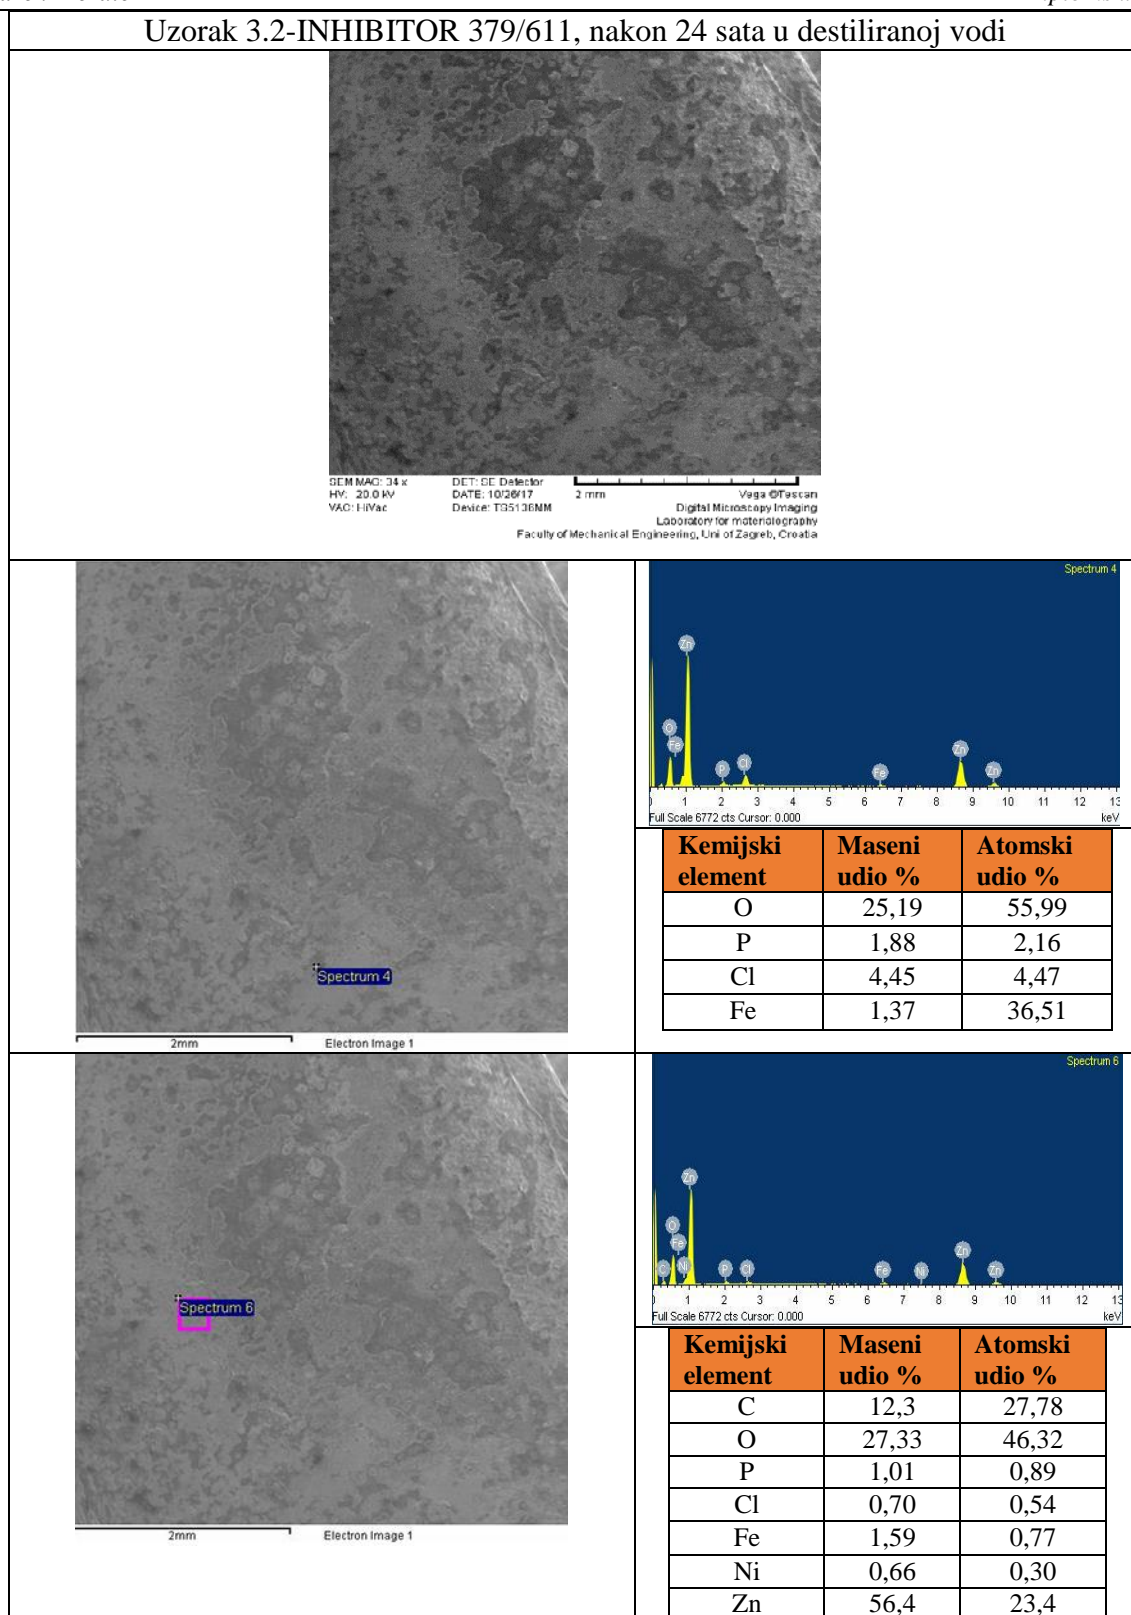 Uzorak 3.2-INHIBITOR 379/611, nakon 24 sata u destiliranoj vodi
SEM MAG: 34 x DET: SE Detector
HV: 20.0 kV DATE: 10/26/17 2 mm Vega ©Tescan
VAC: HiVac Device: TS5136MM Digital Microscopy Imaging
Laboratory for materialography
Faculty of Mechanical Engineering, Uni of Zagreb, Croatia
Spectrum 4
2mm Electron Image 1
Spectrum 4
Zn
O
Fe
P Cl Fe Zn Zn
1 2 3 4 5 6 7 8 9 10 11 12 13
Full Scale 6772 cts Cursor: 0.000 keV
Kemijski element Maseni udio % Atomski udio %
O 25,19 55,99
P 1,88 2,16
Cl 4,45 4,47
Fe 1,37 36,51
Spectrum 6
2mm Electron Image 1
Spectrum 6
Zn
O
Fe Zn
C Ni P Cl Fe Ni Zn
1 2 3 4 5 6 7 8 9 10 11 12 13
Full Scale 6772 cts Cursor: 0.000 keV
Kemijski element Maseni udio % Atomski udio %
C 12,3 27,78
O 27,33 46,32
P 1,01 0,89
Cl 0,70 0,54
Fe 1,59 0,77
Ni 0,66 0,30
Zn 56,4 23,4